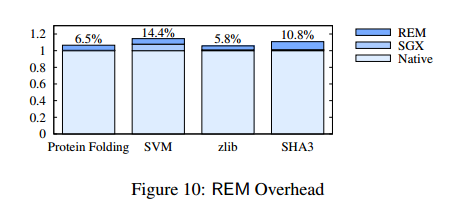 1.2
1
0.8
0.6
0.4
0.2
0
6.5%
14.4%
5.8%
10.8%
REM
SGX
Native
Protein Folding SVM zlib SHA3
Figure 10: REM Overhead